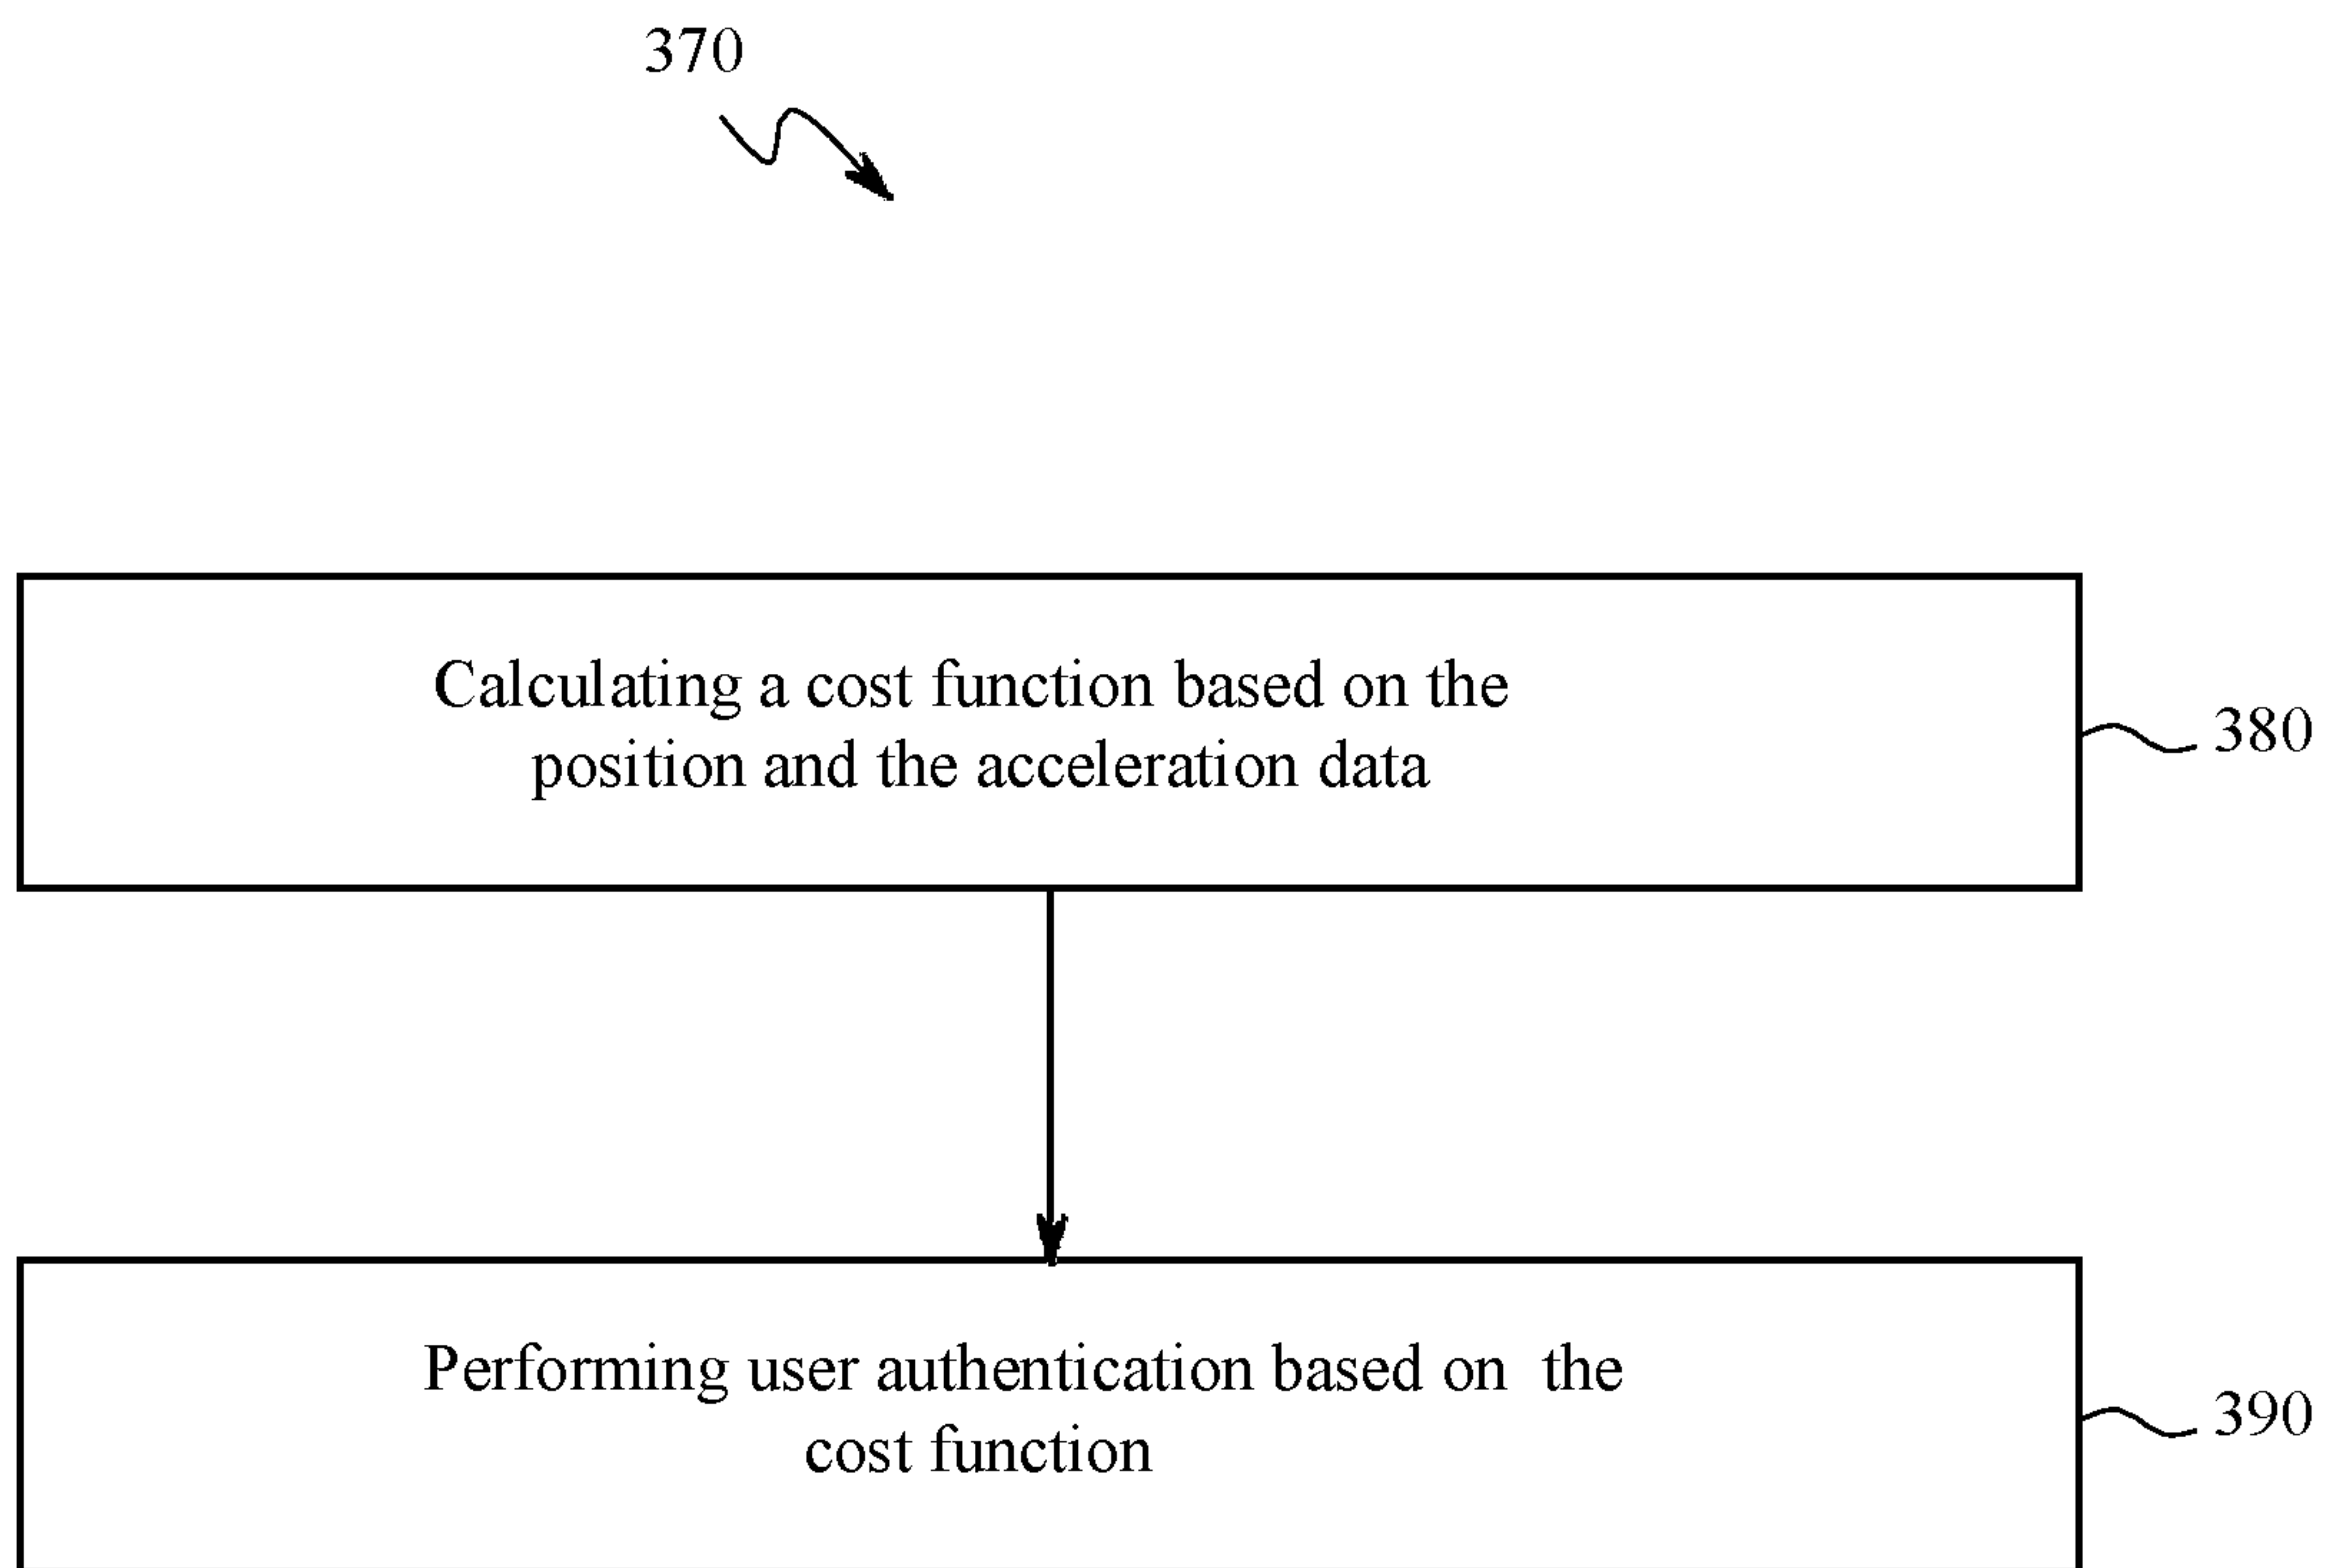 370
Calculating a cost function based on the
position and the acceleration data
380
Performing user authentication based on the
cost function
390